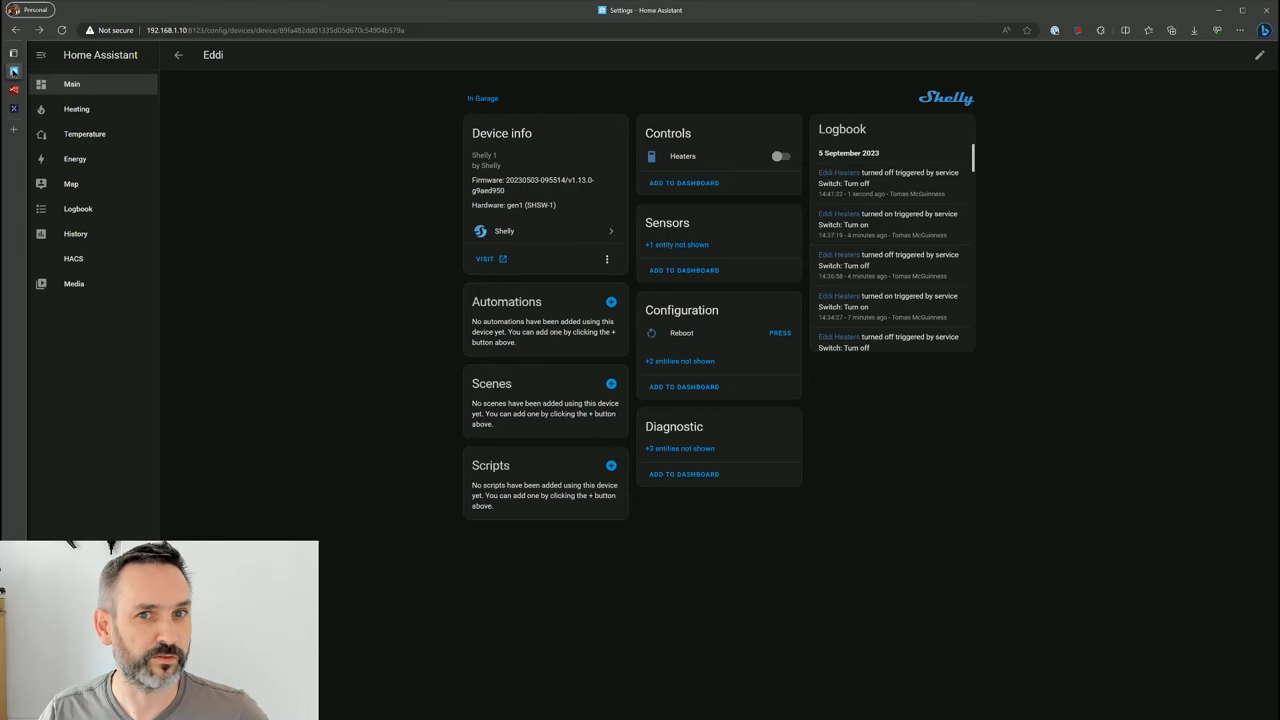 Personal
Settings – Home Assistant
Not secure
192.168.1.10:8123/config/devices/device/89fa482dd01335d05d670c54904b579a
Home Assistant
Eddi
Main
Heating
Temperature
Energy
Map
Logbook
History
HACS
Media
In Garage
Shelly
Device info
Shelly 1
by Shelly
Firmware: 20230503-095514/v1.13.0-
g9aed950
Hardware: gen1 (SHSW-1)
Shelly
VISIT
Automations
No automations have been added using this
device yet. You can add one by clicking the +
button above.
Scenes
No scenes have been added using this device
yet. You can add one by clicking the + button
above.
Scripts
No scripts have been added using this device
yet. You can add one by clicking the + button
above.
Controls
Heaters
ADD TO DASHBOARD
Sensors
+1 entity not shown
ADD TO DASHBOARD
Configuration
Reboot
PRESS
+2 entities not shown
ADD TO DASHBOARD
Diagnostic
+3 entities not shown
ADD TO DASHBOARD
Logbook
5 September 2023
Eddi Heaters turned off triggered by service
Switch: Turn off
14:41:22 - 1 second ago - Tomas McGuinness
Eddi Heaters turned on triggered by service
Switch: Turn on
14:37:19 - 4 minutes ago - Tomas McGuinness
Eddi Heaters turned off triggered by service
Switch: Turn off
14:36:58 - 4 minutes ago - Tomas McGuinness
Eddi Heaters turned on triggered by service
Switch: Turn on
14:34:27 - 7 minutes ago - Tomas McGuinness
Eddi Heaters turned off triggered by service
Switch: Turn off